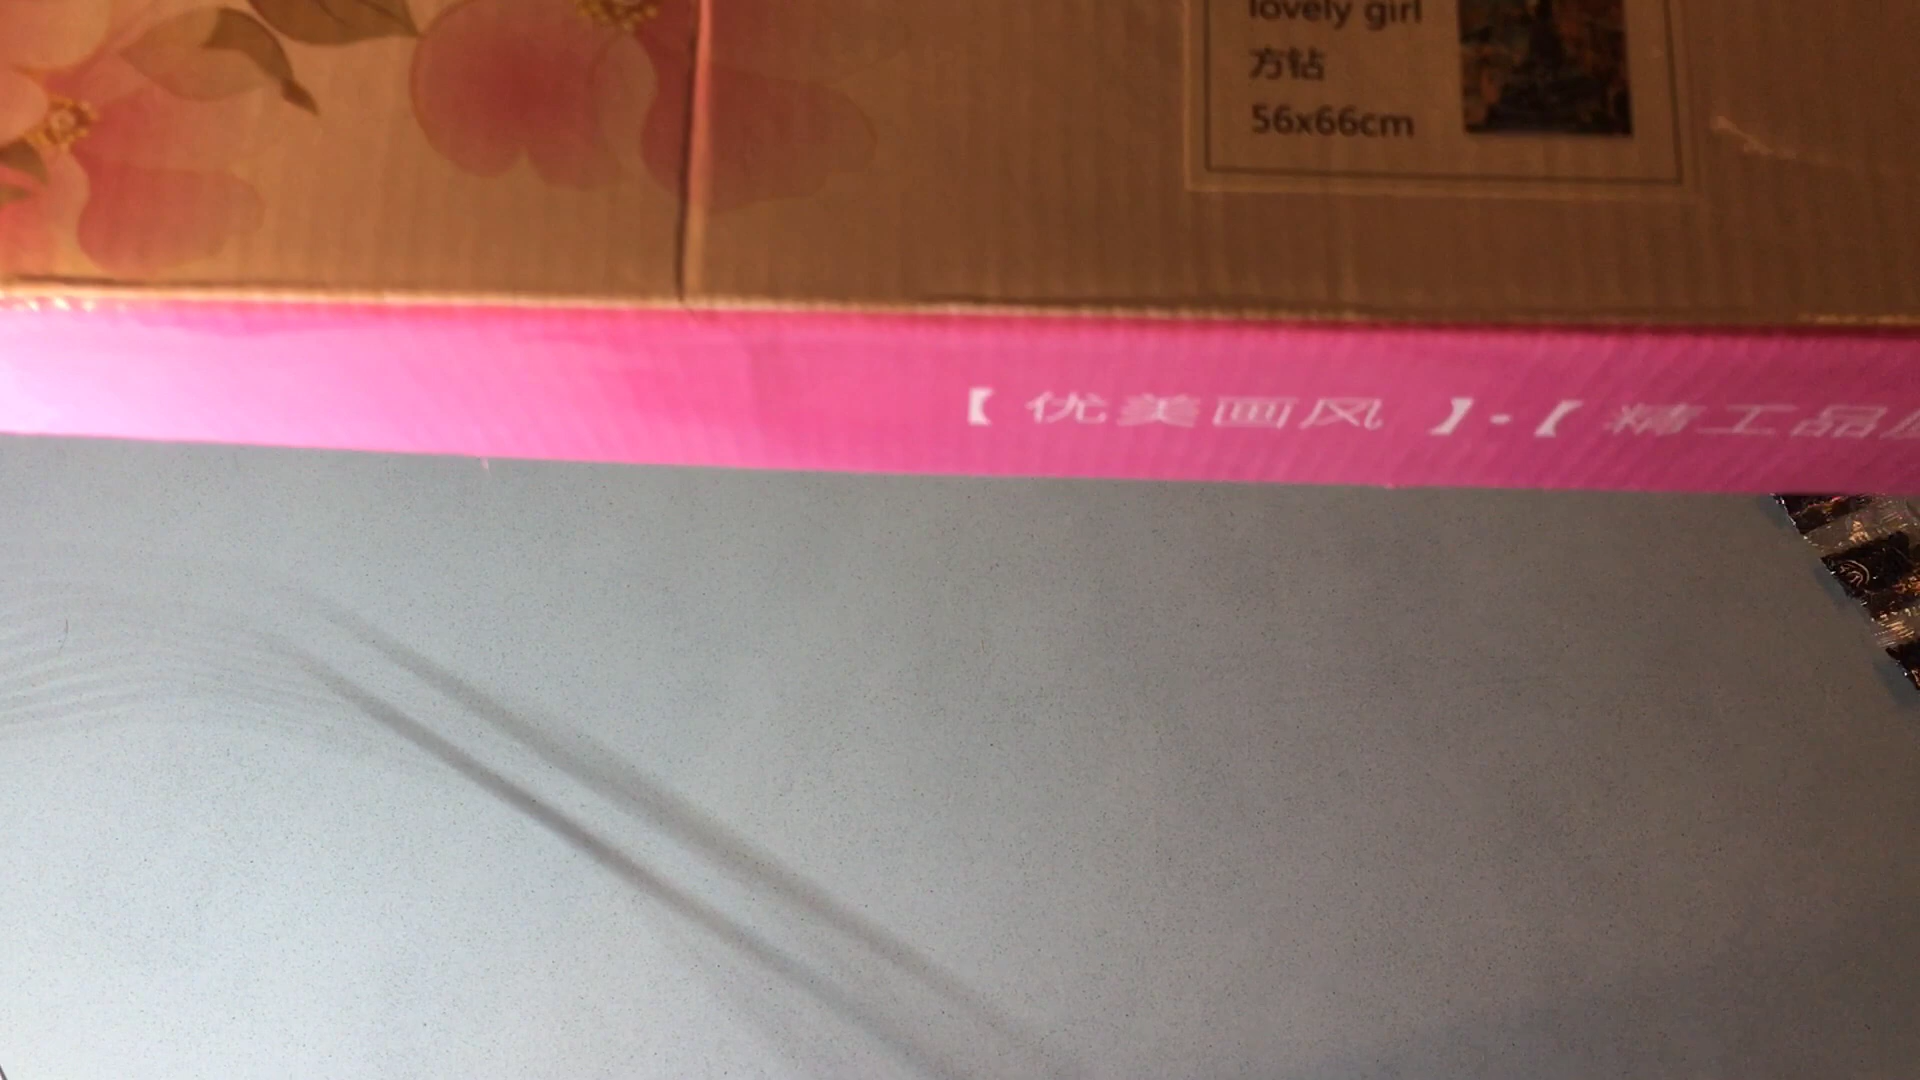 lovely girl
方钻
56x66cm
【 优美画风 】·【 精工品